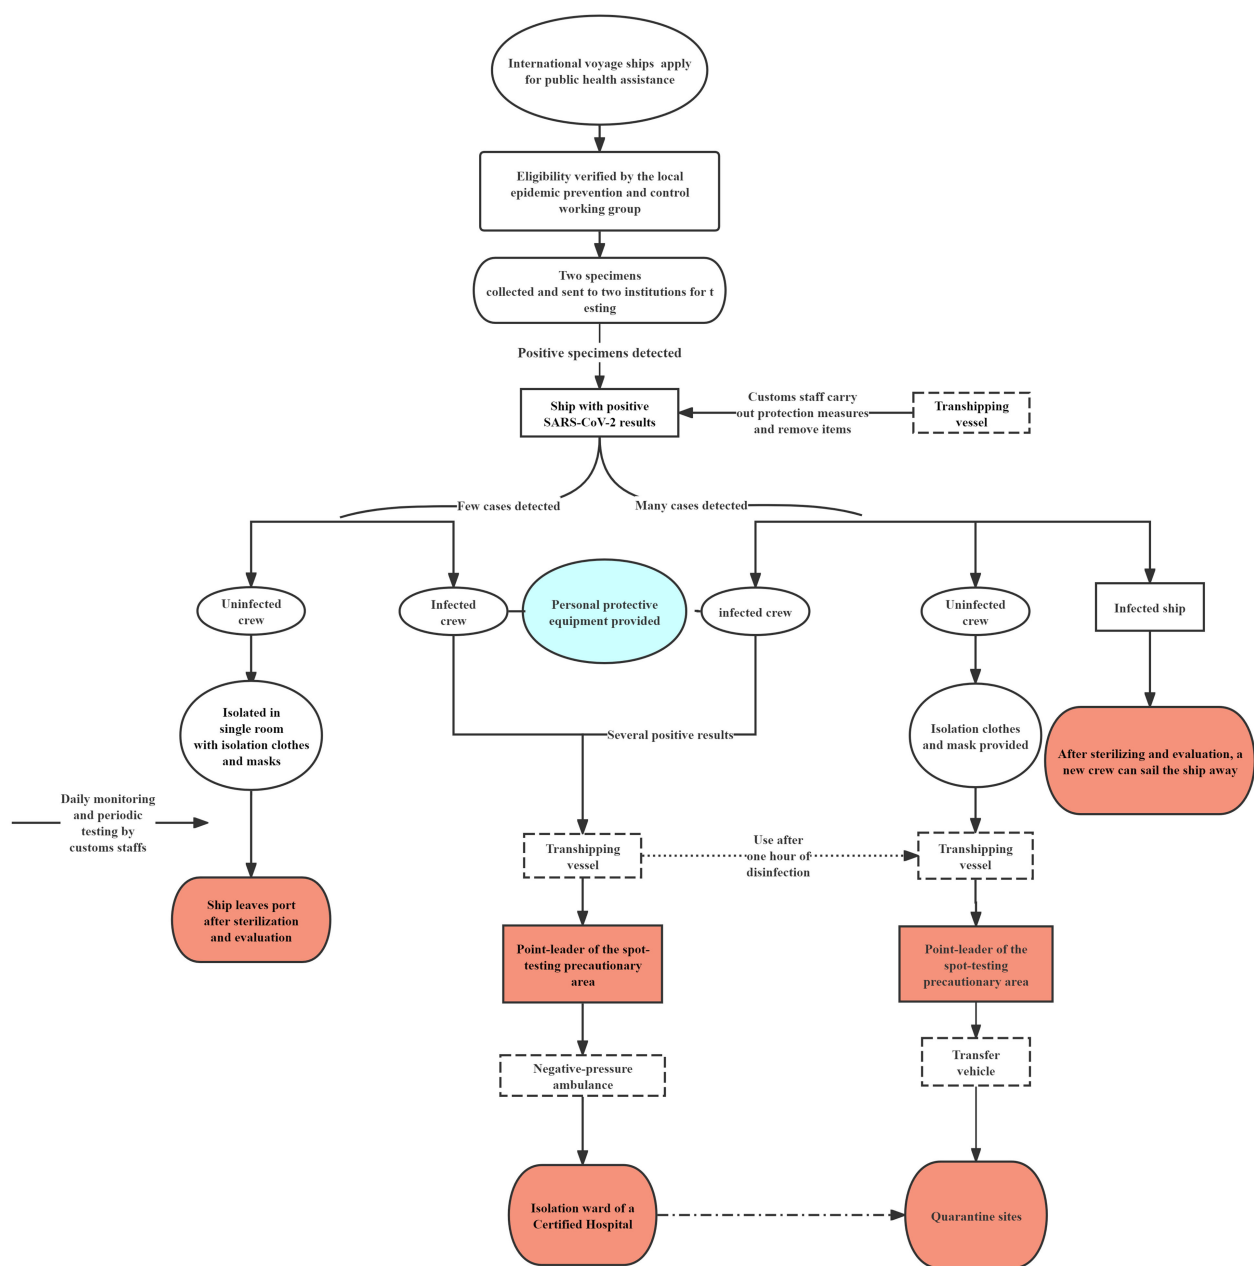 International voyage ships apply
for public health assistance
Eligibility verified by the local
epidemic prevention and control
working group
Two specimens
collected and sent to two institutions for t
esting
Positive specimens detected
Ship with positive
SARS-CoV-2 results
Customs staff carry
out protection measures
and remove items
Transhipping
vessel
Few cases detected
Many cases detected
Uninfected
crew
Infected
crew
Personal protective
equipment provided
infected crew
Uninfected
crew
Infected ship
Isolated in
single room
with isolation clothes
and masks
Several positive results
Isolation clothes
and mask provided
After sterilizing and evaluation, a
new crew can sail the ship away
Daily monitoring
and periodic
testing by
customs staffs
Transhipping
vessel
Use after
one hour of
disinfection
Transhipping
vessel
Ship leaves port
after sterilization
and evaluation
Point-leader of the spot-
testing precautionary
area
Point-leader of the
spot-testing
precautionary area
Negative-pressure
ambulance
Transfer
vehicle
Isolation ward of a
Certified Hospital
Quarantine sites